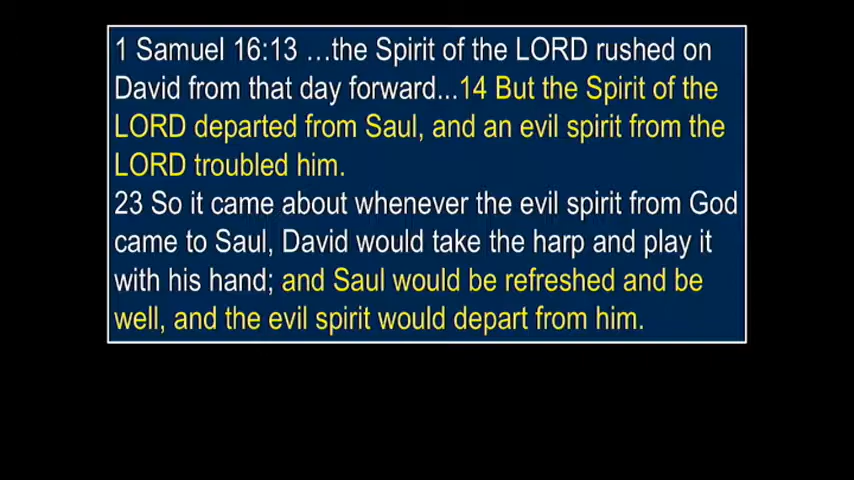 1 Samuel 16:13 …the Spirit of the LORD rushed on
David from that day forward...14 But the Spirit of the
LORD departed from Saul, and an evil spirit from the
LORD troubled him.
23 So it came about whenever the evil spirit from God
came to Saul, David would take the harp and play it
with his hand; and Saul would be refreshed and be
well, and the evil spirit would depart from him.